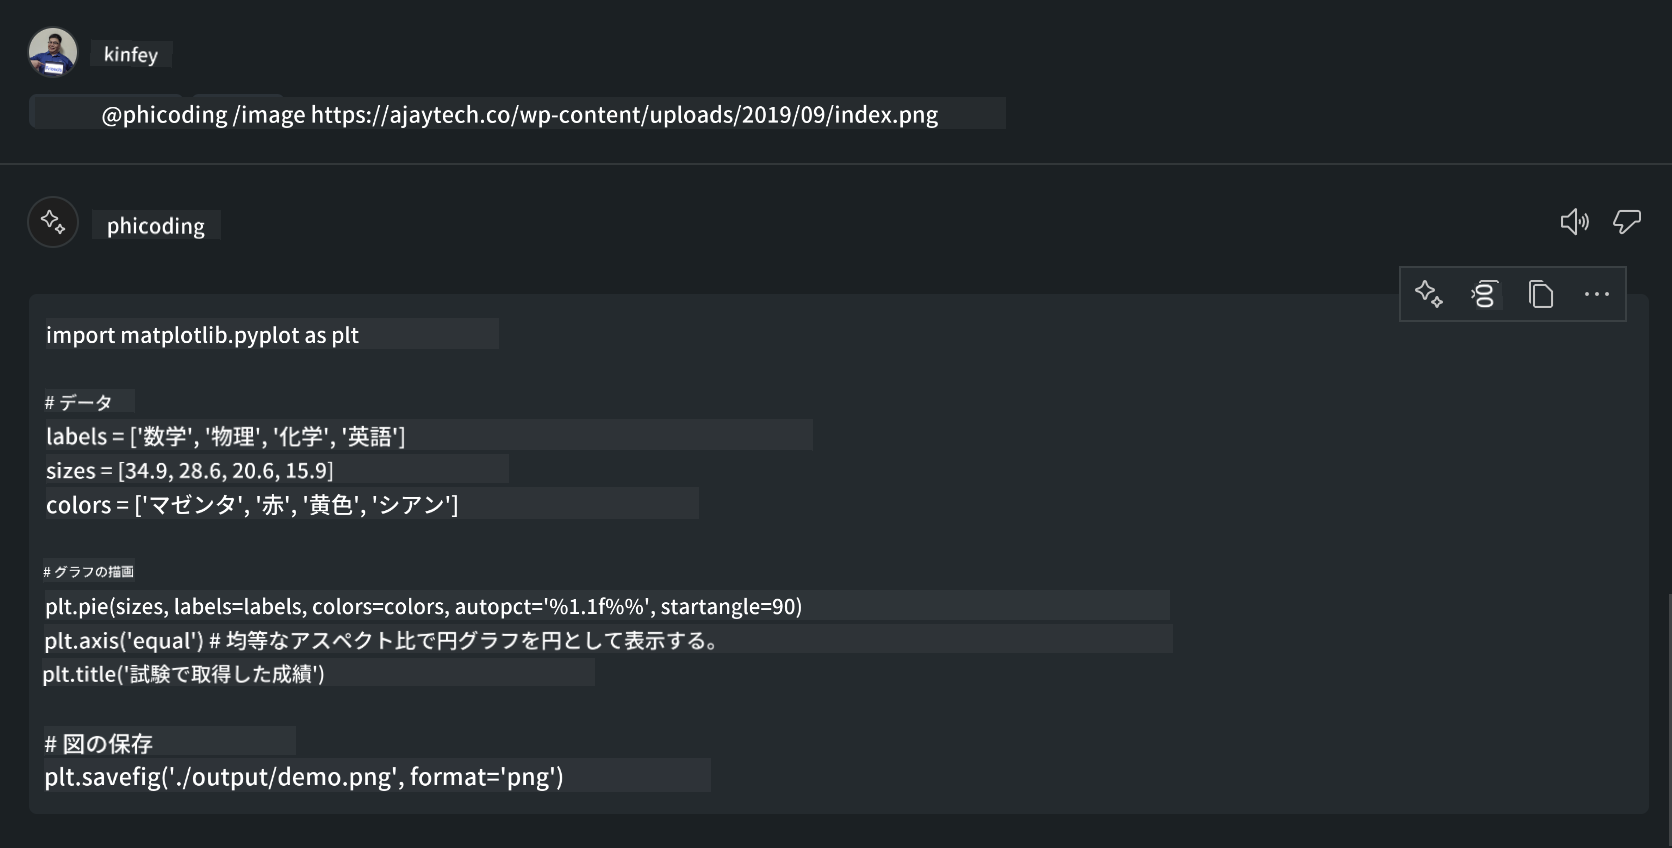 kinfey
@phicoding /image https://ajaytech.co/wp-content/uploads/2019/09/index.png
phicoding
import matplotlib.pyplot as plt
# データ
labels = ['数学', '物理', '化学', '英語']
sizes = [34.9, 28.6, 20.6, 15.9]
colors = ['マゼンタ', '赤', '黄色', 'シアン']
# グラフの描画
plt.pie(sizes, labels=labels, colors=colors, autopct='%1.1f%%', startangle=90)
plt.axis('equal') # 均等なアスペクト比で円グラフを円として表示する。
plt.title('試験で取得した成績')
# 図の保存
plt.savefig('./output/demo.png', format='png')